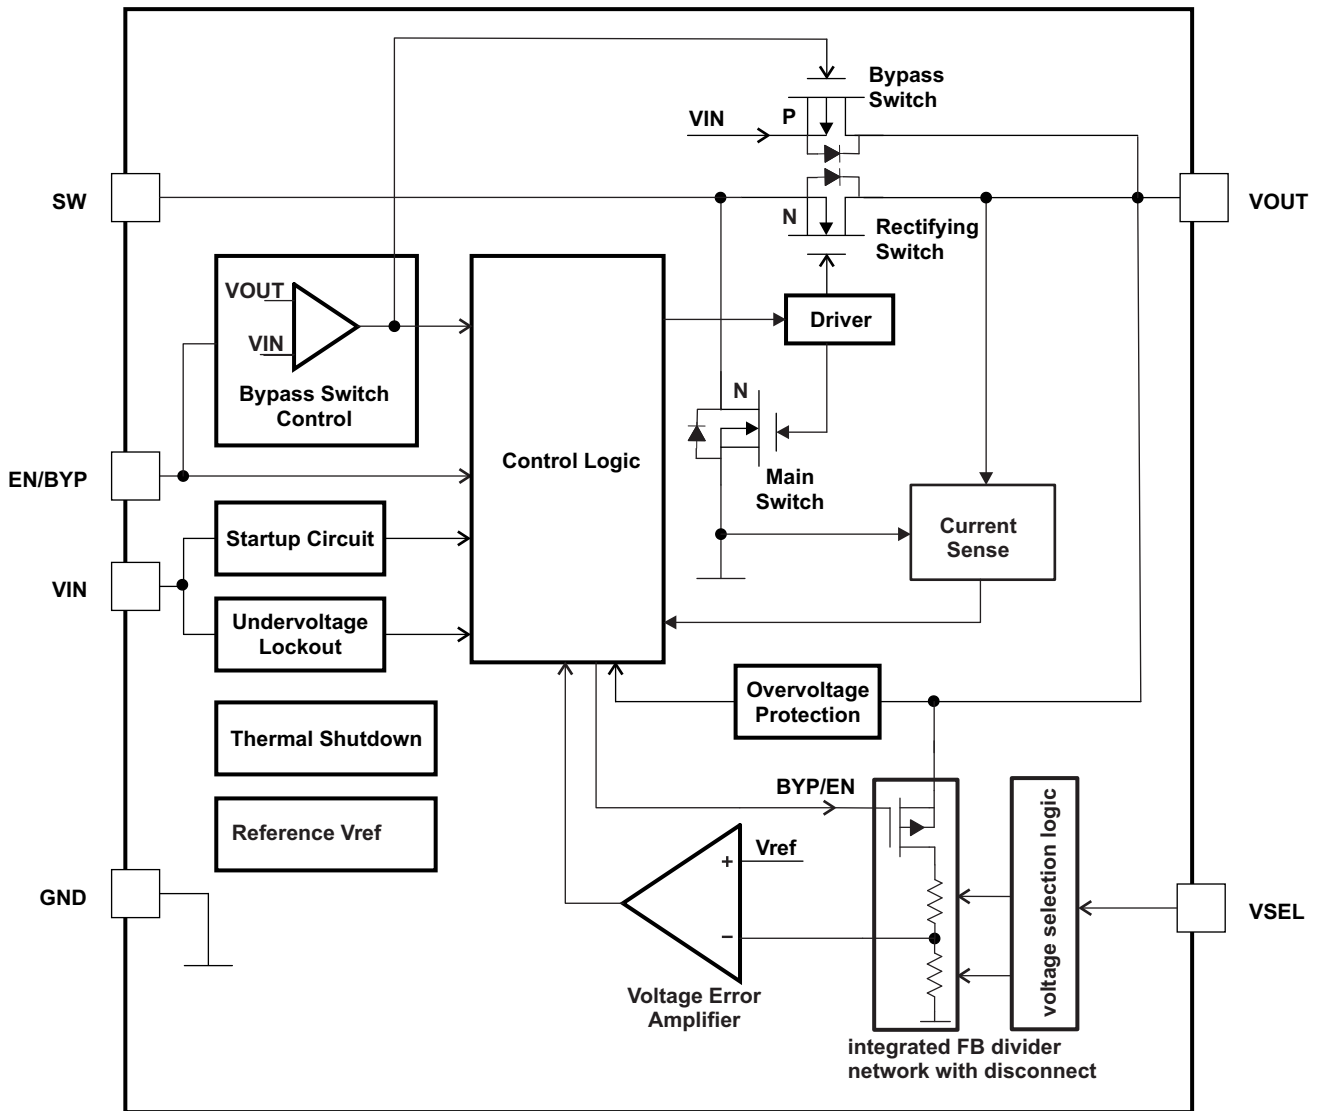 Bypass
Switch
VIN
P
SW
VOUT
N
Rectifying
Switch
VOUT
VIN
Bypass Switch
Control
Driver
N
Main
Switch
Control Logic
EN/BYP
Current
Sense
Startup Circuit
VIN
Undervoltage
Lockout
Overvoltage
Protection
Thermal Shutdown
BYP/EN
Reference Vref
+
Vref
−
Voltage Error
Amplifier
voltage selection logic
GND
VSEL
integrated FB divider
network with disconnect